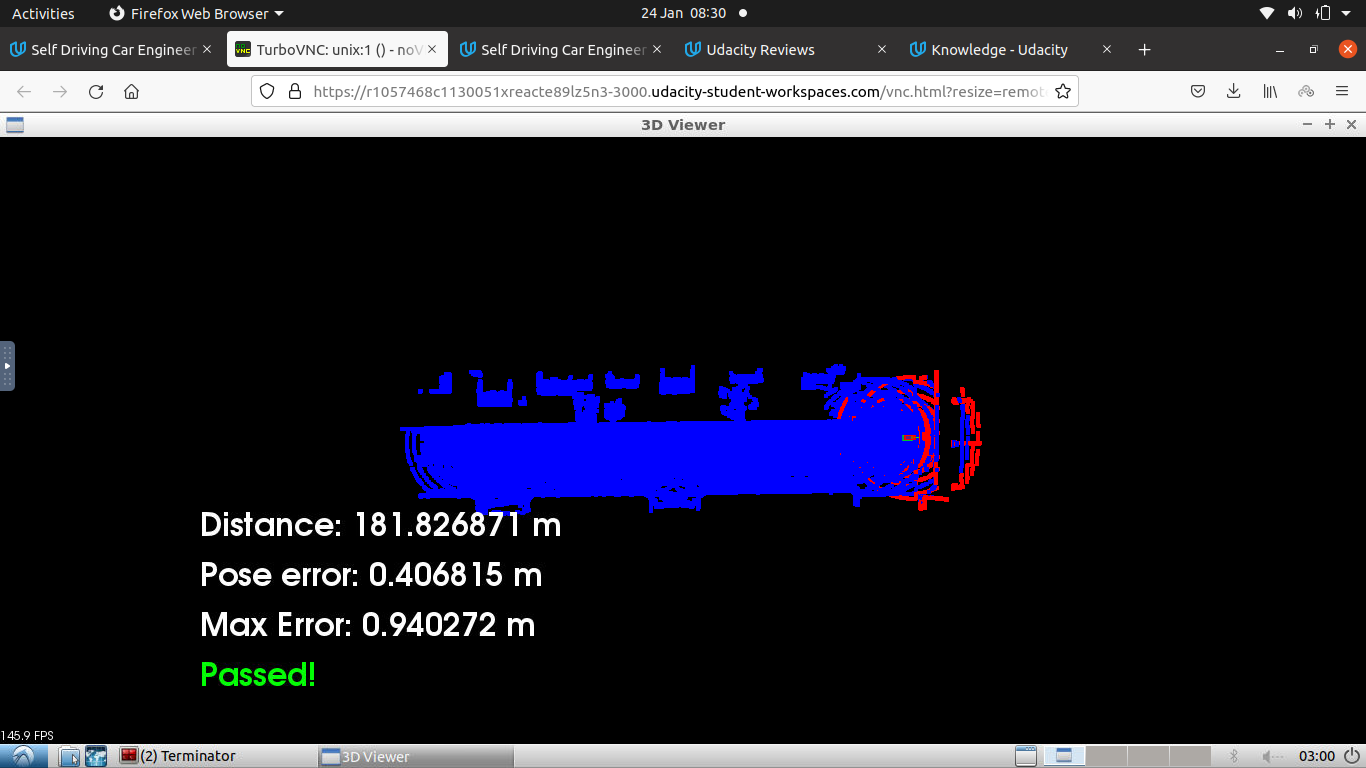 Activities Firefox Web Browser 24 Jan 08:30
Self Driving Car Engineer TurboVNC: unix:1 () - noV Self Driving Car Engineer Udacity Reviews Knowledge - Udacity
https://r1057468c1130051xreacte89lz5n3-3000.udacity-student-workspaces.com/vnc.html?resize=remot
3D Viewer
Distance: 181.826871 m
Pose error: 0.406815 m
Max Error: 0.940272 m
Passed!
145.9 FPS
(2) Terminator 3D Viewer 03:00